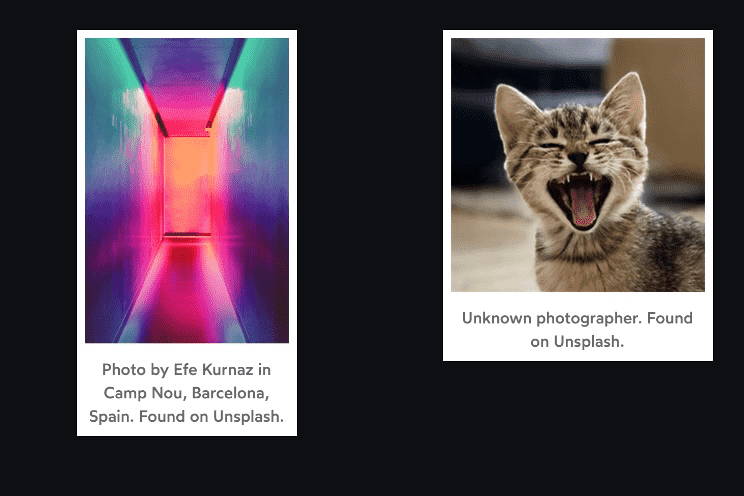 Photo by Efe Kurnaz in
Camp Nou, Barcelona,
Spain. Found on Unsplash.
Unknown photographer. Found
on Unsplash.